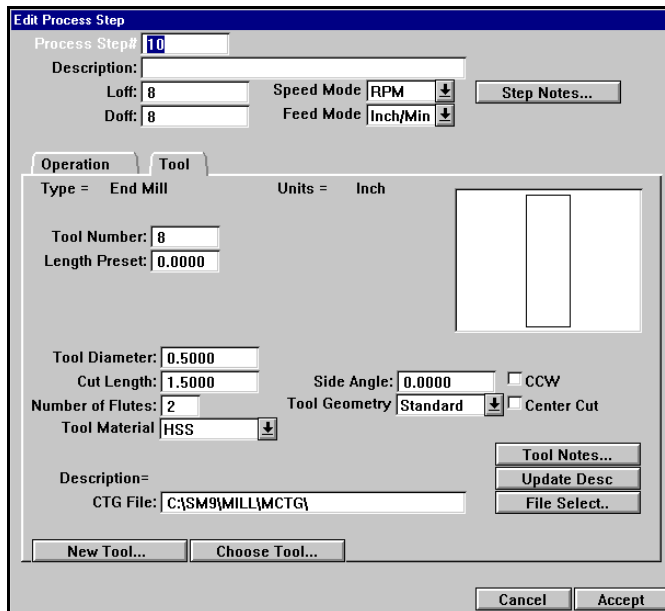 Edit Process Step
Process Step# 10
Description:
Loff: 8 Speed Mode RPM Step Notes...
Doff: 8 Feed Mode Inch/Min
Operation Tool
Type = End Mill Units = Inch
Tool Number: 8
Length Preset: 0.0000
Tool Diameter: 0.5000
Cut Length: 1.5000 Side Angle: 0.0000 CCW
Number of Flutes: 2 Tool Geometry Standard Center Cut
Tool Material HSS
Tool Notes...
Description= Update Desc
CTG File: C:\SM9\MILL\MCTG\ File Select..
New Tool... Choose Tool...
Cancel Accept